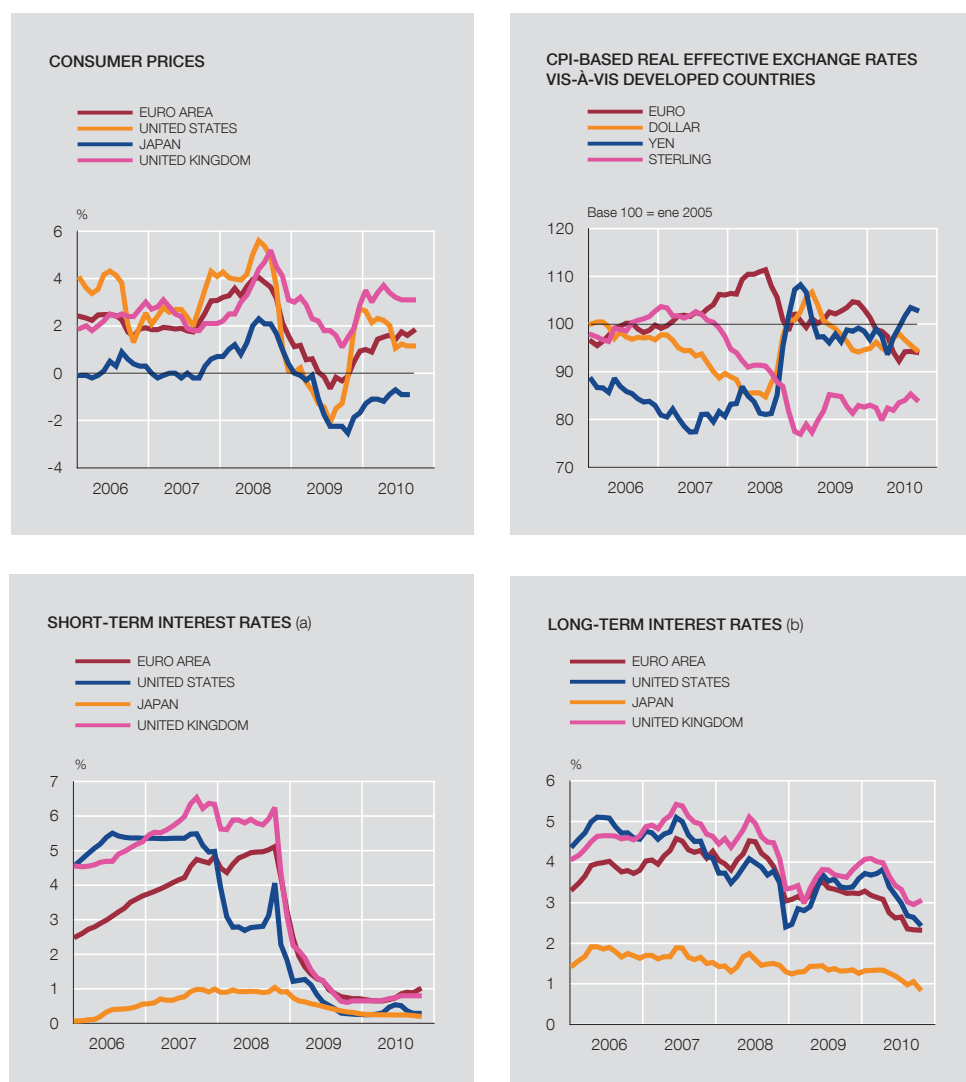 CONSUMER PRICES
EURO AREA
UNITED STATES
JAPAN
UNITED KINGDOM
%
6
4
2
0
-2
-4
2006 2007 2008 2009 2010
CPI-BASED REAL EFFECTIVE EXCHANGE RATES
VIS-À-VIS DEVELOPED COUNTRIES
EURO
DOLLAR
YEN
STERLING
Base 100 = ene 2005
120
110
100
90
80
70
2006 2007 2008 2009 2010
SHORT-TERM INTEREST RATES (a)
EURO AREA
UNITED STATES
JAPAN
UNITED KINGDOM
%
7
6
5
4
3
2
1
0
2006 2007 2008 2009 2010
LONG-TERM INTEREST RATES (b)
EURO AREA
UNITED STATES
JAPAN
UNITED KINGDOM
%
6
5
4
3
2
1
0
2006 2007 2008 2009 2010